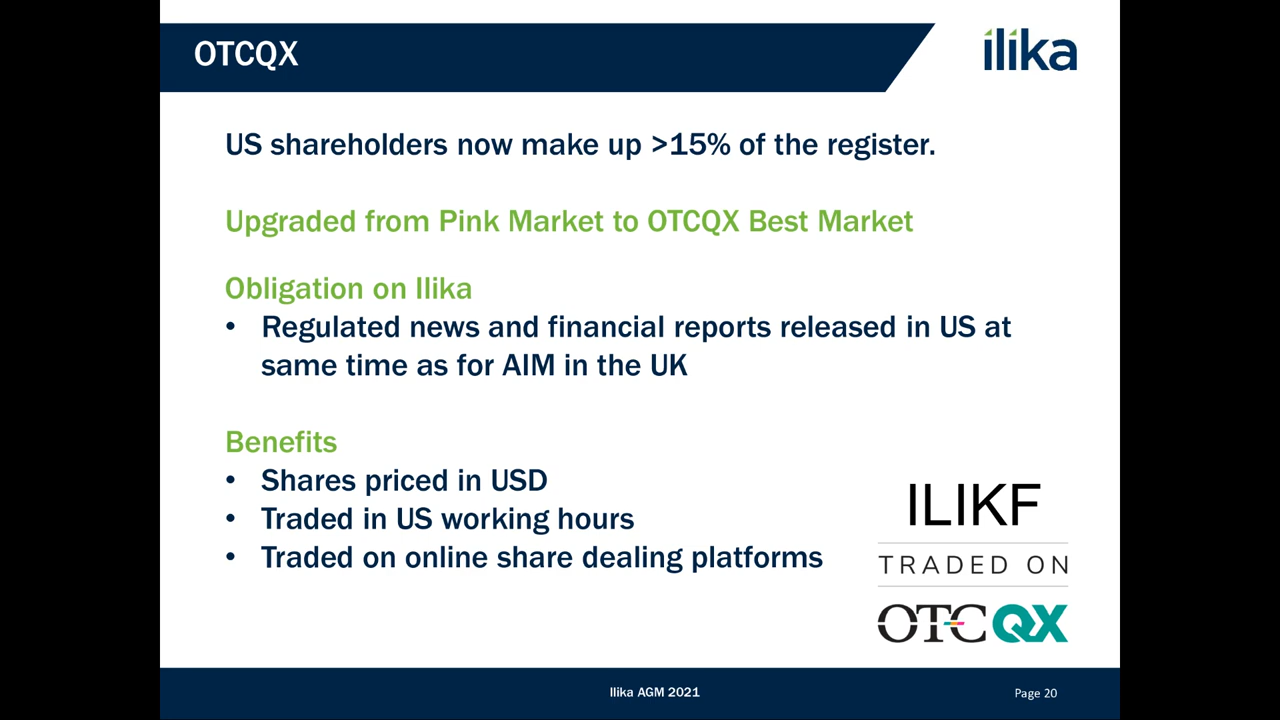 OTCQX
ilika
US shareholders now make up >15% of the register.
Upgraded from Pink Market to OTCQX Best Market
Obligation on Ilika
• Regulated news and financial reports released in US at
same time as for AIM in the UK
Benefits
• Shares priced in USD
• Traded in US working hours
• Traded on online share dealing platforms
ILIKF
TRADED ON
OTCQX
Ilika AGM 2021
Page 20